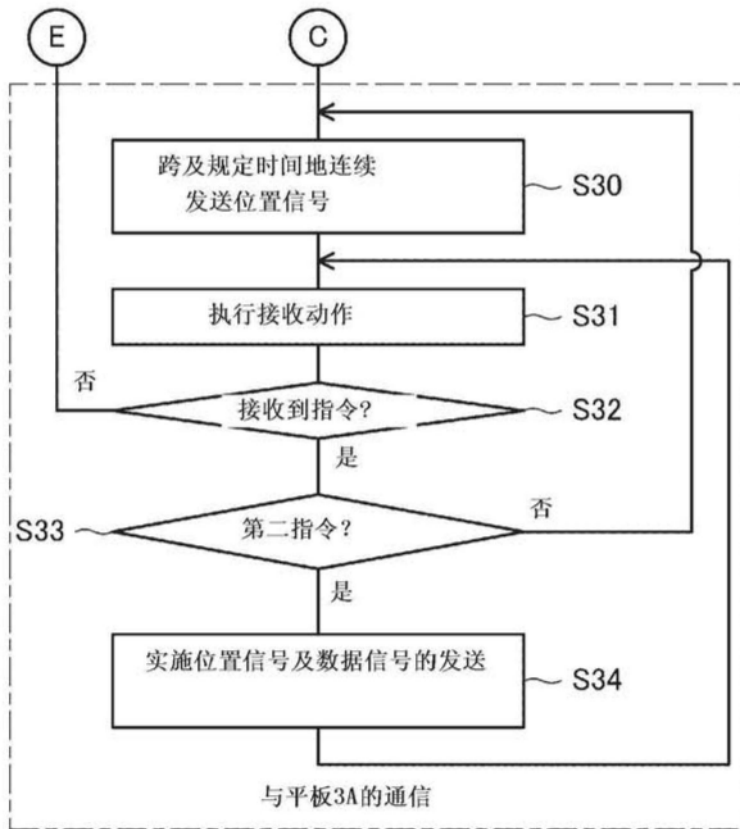 E
C
跨及规定时间地连续
发送位置信号
S30
执行接收动作
S31
否
接收到指令?
S32
是
S33
第二指令?
否
是
实施位置信号及数据信号的发送
S34
与平板3A的通信